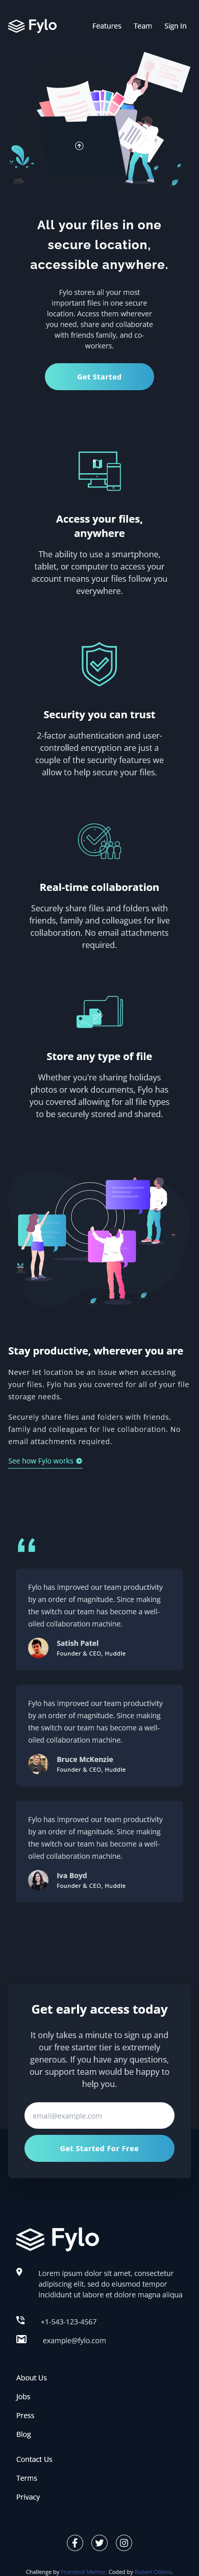 Fylo
Features Team Sign In
All your files in one
secure location,
accessible anywhere.
Fylo stores all your most
important files in one secure
location. Access them wherever
you need, share and collaborate
with friends family, and co-
workers.
Get Started
Access your files,
anywhere
The ability to use a smartphone,
tablet, or computer to access your
account means your files follow you
everywhere.
Security you can trust
2-factor authentication and user-
controlled encryption are just a
couple of the security features we
allow to help secure your files.
Real-time collaboration
Securely share files and folders with
friends, family and colleagues for live
collaboration. No email attachments
required.
Store any type of file
Whether you're sharing holidays
photos or work documents, Fylo has
you covered allowing for all file types
to be securely stored and shared.
Stay productive, wherever you are
Never let location be an issue when accessing
your files. Fylo has you covered for all of your file
storage needs.
Securely share files and folders with friends,
family and colleagues for live collaboration. No
email attachments required.
See how Fylo works
Fylo has improved our team productivity
by an order of magnitude. Since making
the switch our team has become a well-
oiled collaboration machine.
Satish Patel
Founder & CEO, Huddle
Fylo has improved our team productivity
by an order of magnitude. Since making
the switch our team has become a well-
oiled collaboration machine.
Bruce McKenzie
Founder & CEO, Huddle
Fylo has improved our team productivity
by an order of magnitude. Since making
the switch our team has become a well-
oiled collaboration machine.
Iva Boyd
Founder & CEO, Huddle
Get early access today
It only takes a minute to sign up and
our free starter tier is extremely
generous. If you have any questions,
our support team would be happy to
help you.
email@example.com
Get Started For Free
Fylo
Lorem ipsum dolor sit amet, consectetur
adipiscing elit, sed do eiusmod tempor
incididunt ut labore et dolore magna aliqua
+1-543-123-4567
example@fylo.com
About Us
Jobs
Press
Blog
Contact Us
Terms
Privacy
Challenge by Frontend Mentor. Coded by Robert Oneno.